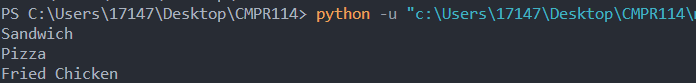 PS C:\Users\17147\Desktop\CMPR114> python -u "c:\Users\17147\Desktop\CMPR114\
Sandwich
Pizza
Fried Chicken